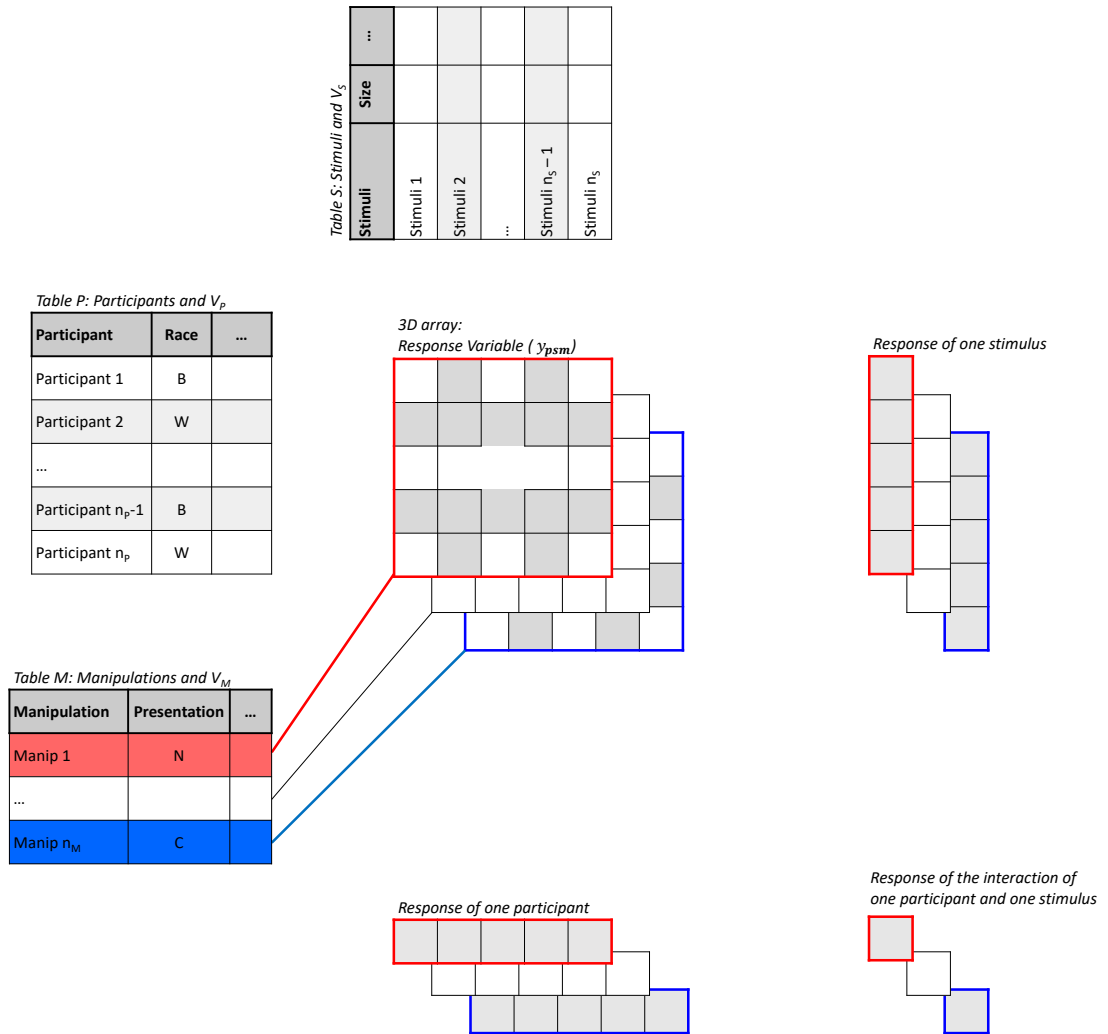 Table S: Stimuli and V_S
Stimuli Size ...
Stimuli 1
Stimuli 2
...
Stimuli n_S – 1
Stimuli n_S
Table P: Participants and V_P
Participant Race ...
Participant 1 B
Participant 2 W
...
Participant n_P-1 B
Participant n_P W
3D array:
Response Variable ( y_psm)
Response of one stimulus
Table M: Manipulations and V_M
Manipulation Presentation ...
Manip 1 N
...
Manip n_M C
Response of one participant
Response of the interaction of
one participant and one stimulus